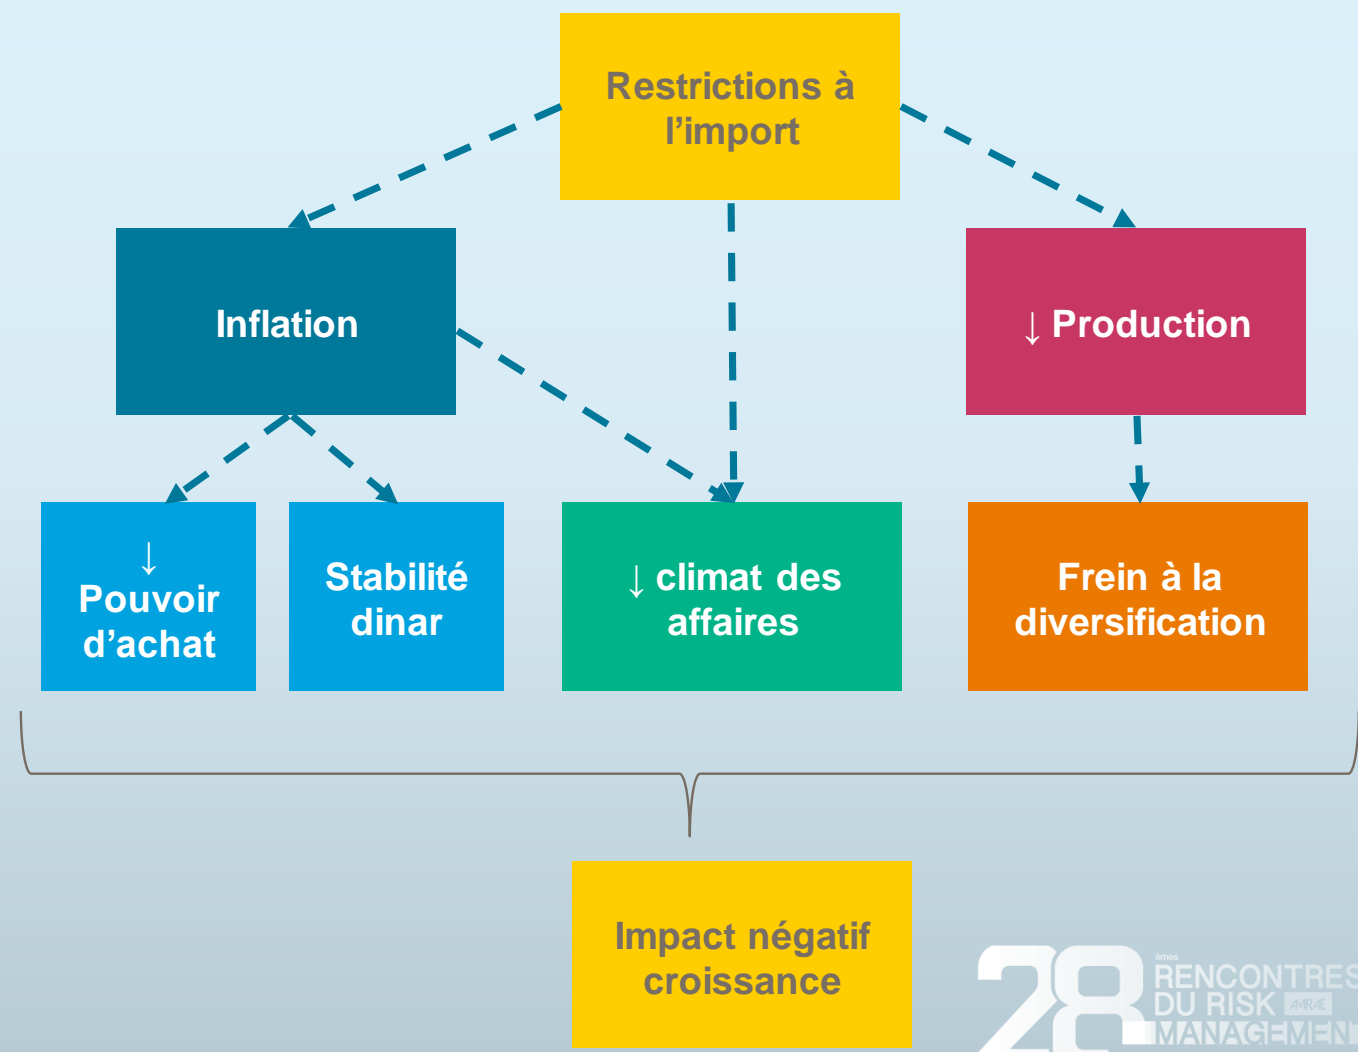 Restrictions à
l’import
Inflation
↓ Production
↓
Pouvoir
d’achat
Stabilité
dinar
↓ climat des
affaires
Frein à la
diversification
Impact négatif
croissance
28
èmes
RENCONTRES
DU RISK AMRAE
MANAGEMENT